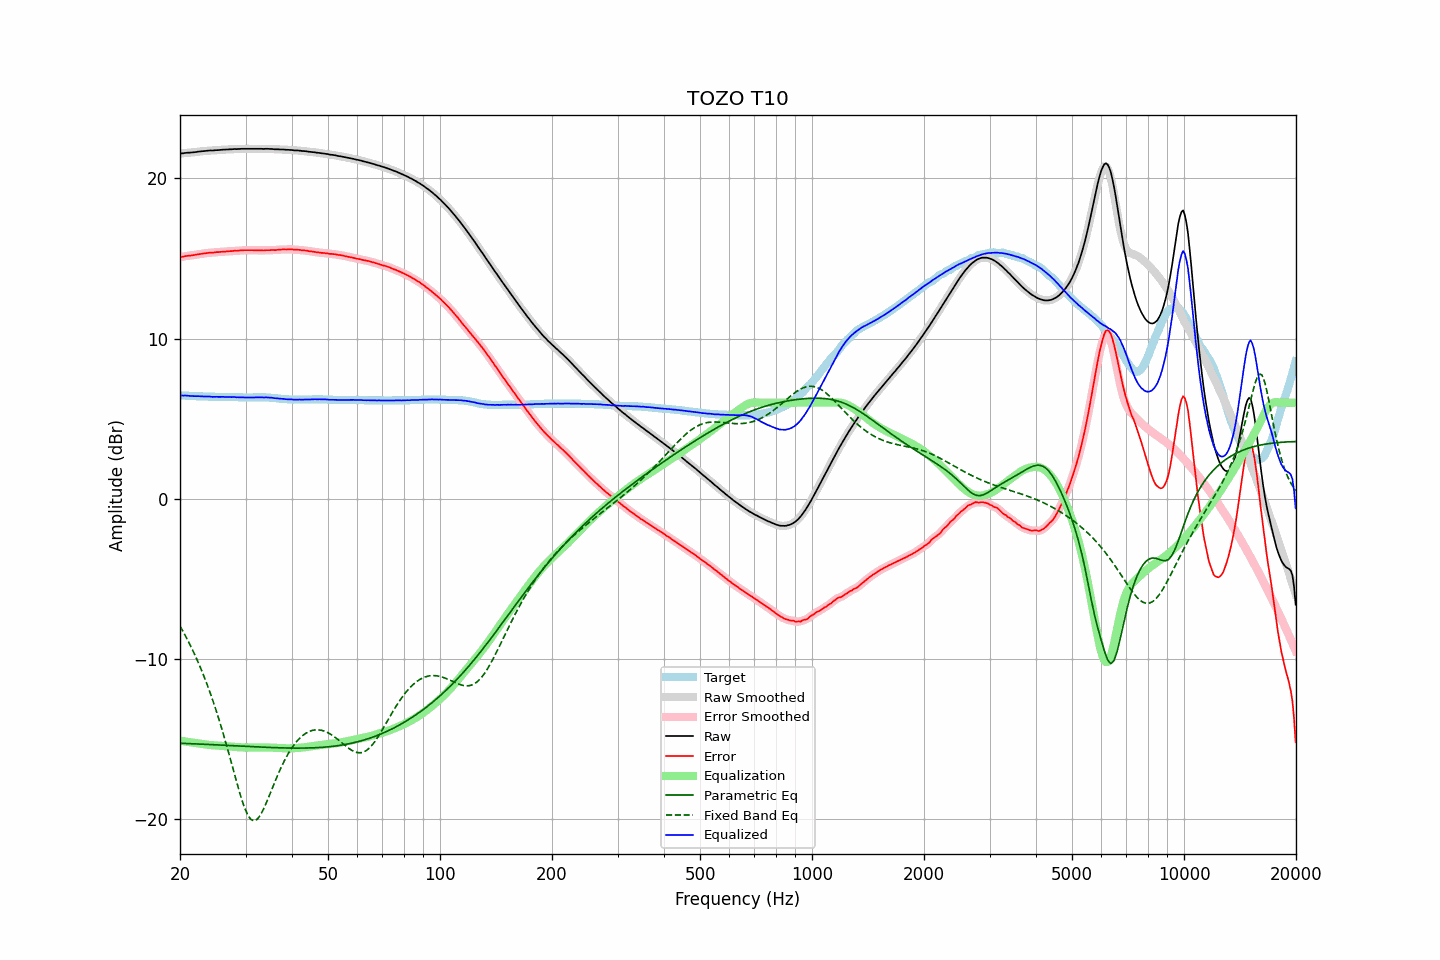 TOZO T10
Amplitude (dBr)
20
10
0
−10
−20
Target
Raw Smoothed
Error Smoothed
Raw
Error
Equalization
Parametric Eq
Fixed Band Eq
Equalized
20 50 100 200 500 1000 2000 5000 10000 20000
Frequency (Hz)